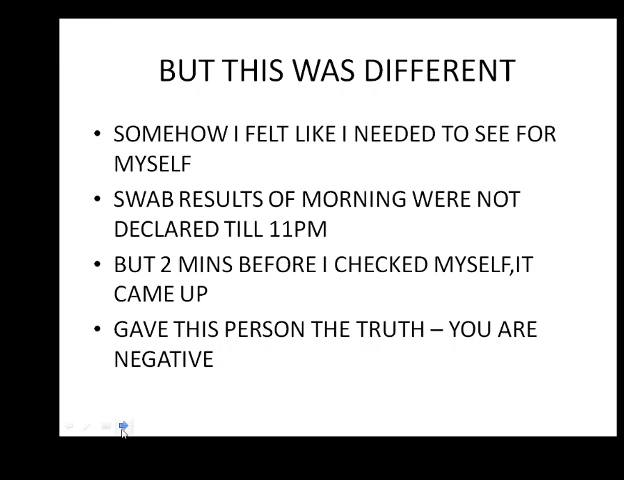 BUT THIS WAS DIFFERENT
• SOMEHOW I FELT LIKE I NEEDED TO SEE FOR
MYSELF
• SWAB RESULTS OF MORNING WERE NOT
DECLARED TILL 11PM
• BUT 2 MINS BEFORE I CHECKED MYSELF,IT
CAME UP
• GAVE THIS PERSON THE TRUTH – YOU ARE
NEGATIVE